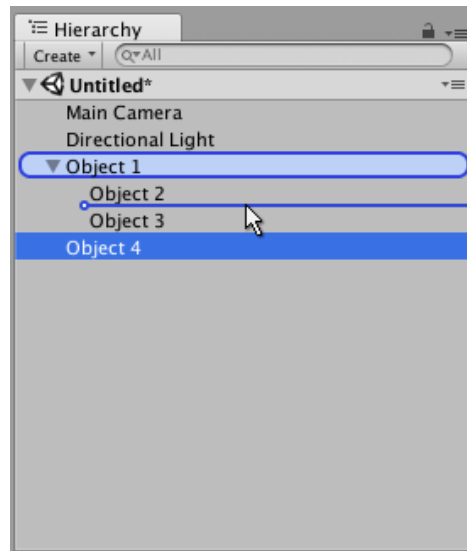 Hierarchy
Create All
Untitled*
Main Camera
Directional Light
Object 1
Object 2
Object 3
Object 4